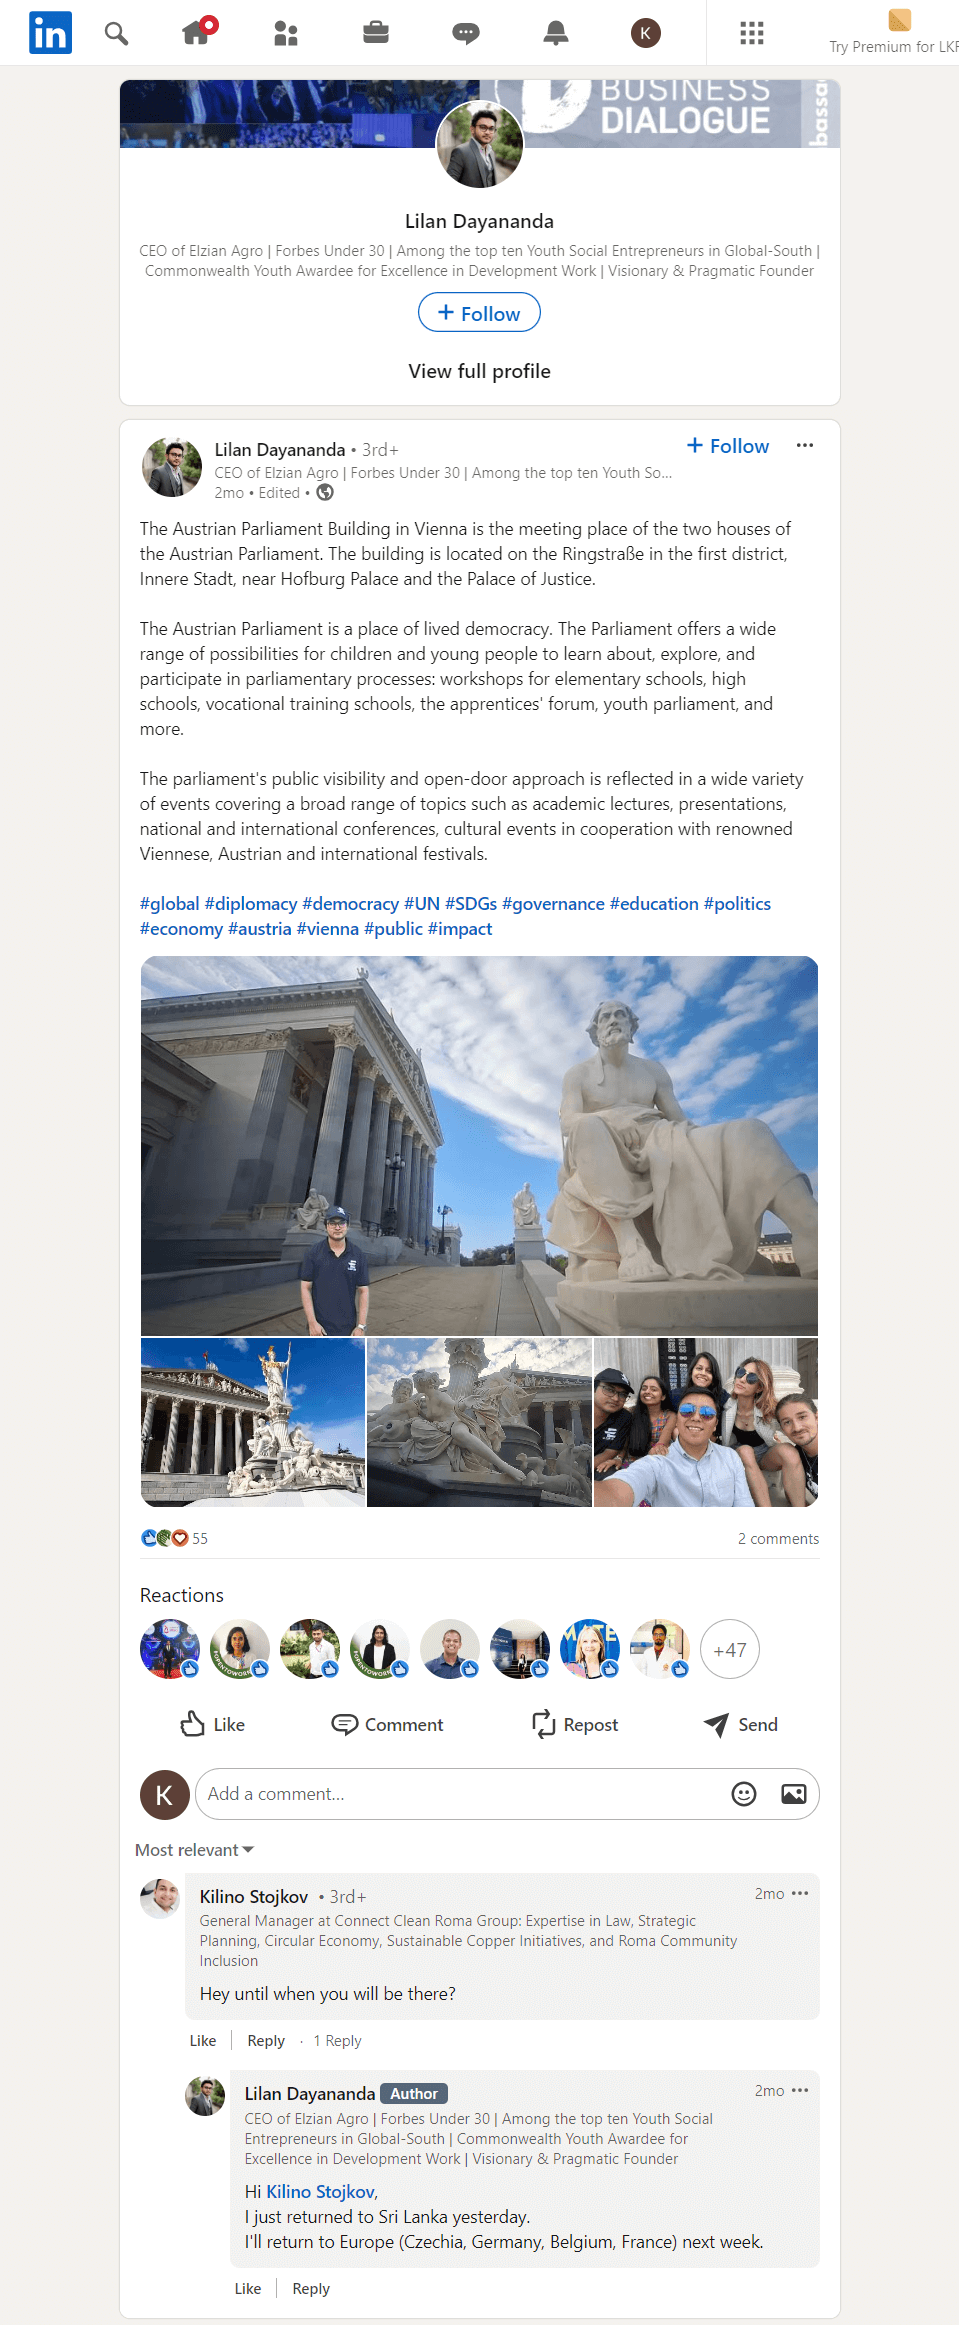 in
K
Try Premium for LKR
BUSINESS
DIALOGUE
bassa
Lilan Dayananda
CEO of Elzian Agro | Forbes Under 30 | Among the top ten Youth Social Entrepreneurs in Global-South |
Commonwealth Youth Awardee for Excellence in Development Work | Visionary & Pragmatic Founder
+ Follow
View full profile
Lilan Dayananda • 3rd+
+ Follow ...
CEO of Elzian Agro | Forbes Under 30 | Among the top ten Youth So...
2mo • Edited •
The Austrian Parliament Building in Vienna is the meeting place of the two houses of
the Austrian Parliament. The building is located on the Ringstraße in the first district,
Innere Stadt, near Hofburg Palace and the Palace of Justice.
The Austrian Parliament is a place of lived democracy. The Parliament offers a wide
range of possibilities for children and young people to learn about, explore, and
participate in parliamentary processes: workshops for elementary schools, high
schools, vocational training schools, the apprentices' forum, youth parliament, and
more.
The parliament's public visibility and open-door approach is reflected in a wide variety
of events covering a broad range of topics such as academic lectures, presentations,
national and international conferences, cultural events in cooperation with renowned
Viennese, Austrian and international festivals.
#global #diplomacy #democracy #UN #SDGs #governance #education #politics
#economy #austria #vienna #public #impact
55
2 comments
Reactions
+47
Like Comment Repost Send
K
Add a comment...
Most relevant
Kilino Stojkov • 3rd+
2mo ...
General Manager at Connect Clean Roma Group: Expertise in Law, Strategic
Planning, Circular Economy, Sustainable Copper Initiatives, and Roma Community
Inclusion
Hey until when you will be there?
Like | Reply · 1 Reply
Lilan Dayananda Author
2mo ...
CEO of Elzian Agro | Forbes Under 30 | Among the top ten Youth Social
Entrepreneurs in Global-South | Commonwealth Youth Awardee for
Excellence in Development Work | Visionary & Pragmatic Founder
Hi Kilino Stojkov,
I just returned to Sri Lanka yesterday.
I'll return to Europe (Czechia, Germany, Belgium, France) next week.
Like | Reply